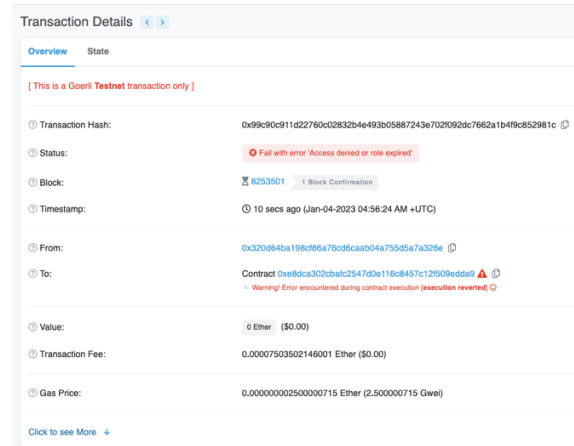 Transaction Details < >
Overview State
[ This is a Goerli Testnet transaction only ]
Transaction Hash: 0x99c90c911d22760c02832b4e493b05887243e702f092dc7662a1b4f9c852981c
Status: Fail with error 'Access denied or role expired'
Block: 8253501 1 Block Confirmation
Timestamp: 10 secs ago (Jan-04-2023 04:56:24 AM +UTC)
From: 0x320d64ba198cf86a76cd6caab04a755d5a7a326e
To: Contract 0xe8dca302cbafc2547d0e116c8457c12f509edda9
Warning! Error encountered during contract execution [execution reverted]
Value: 0 Ether ($0.00)
Transaction Fee: 0.00007503502146001 Ether ($0.00)
Gas Price: 0.000000002500000715 Ether (2.500000715 Gwei)
Click to see More